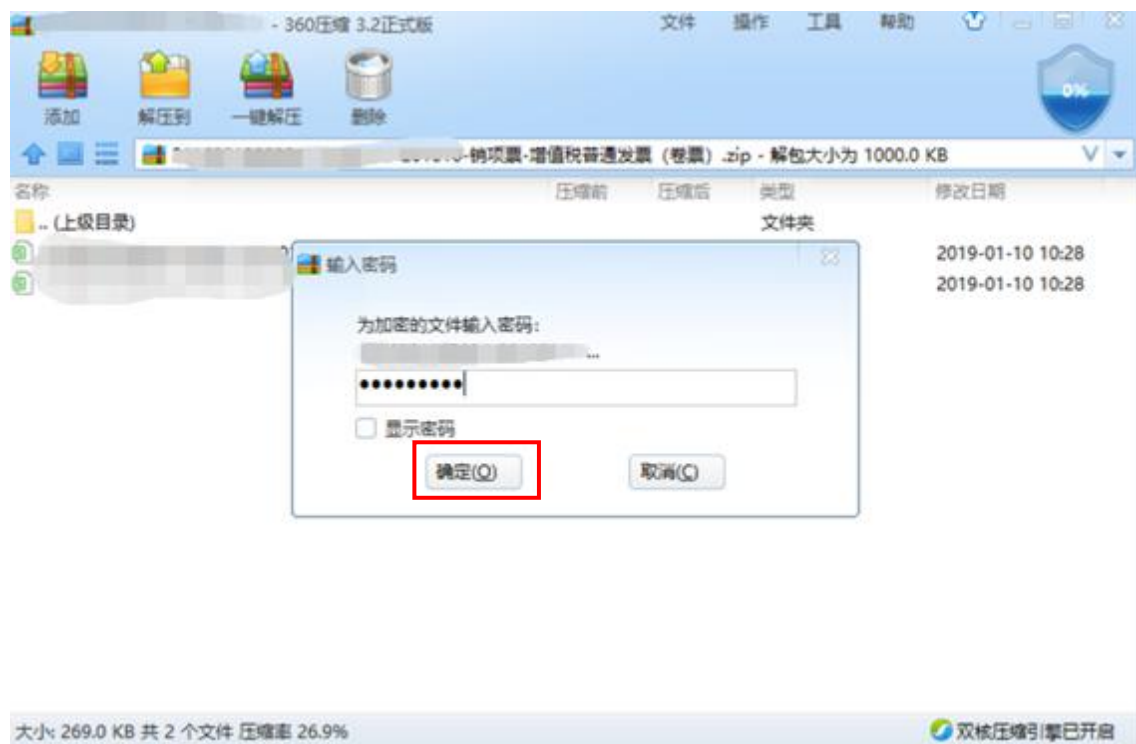 - 360压缩 3.2正式版 文件 操作 工具 帮助
0%
添加 解压到 一键解压 删除
-销项票-增值税普通发票（卷票）.zip - 解包大小为 1000.0 KB
名称 压缩前 压缩后 类型 修改日期
.. (上级目录) 文件夹
2019-01-10 10:28
2019-01-10 10:28
输入密码
为加密的文件输入密码:
...
●●●●●●●●●
显示密码
确定(O) 取消(C)
大小: 269.0 KB 共 2 个文件 压缩率 26.9% 双核压缩引擎已开启